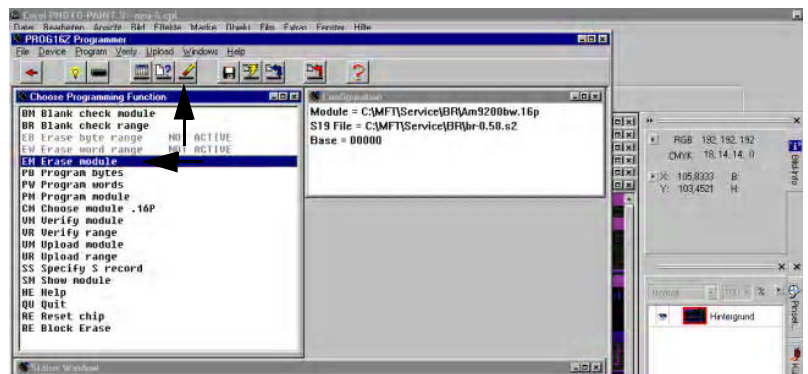 Corel PHOTO-PAINT 9
Datei Bearbeiten Ansicht Bild Effekte Maske Objekt Film Extras Fenster Hilfe
PROG16Z Programmer
File Device Program Verify Upload Windows Help
Choose Programming Function
BM Blank check module
BR Blank check range
EB Erase byte range NOT ACTIVE
EW Erase word range NOT ACTIVE
EM Erase module
PB Program bytes
PW Program words
PM Program module
CM Choose module .16P
VM Verify module
VR Verify range
UM Upload module
UR Upload range
SS Specify S record
SM Show module
HE Help
QU Quit
RE Reset chip
BE Block Erase
Configuration
Module = C:\MFT\Service\BR\Am9200bw.16p
S19 File = C:\MFT\Service\BR\br-0.58.s2
Base = 00000
Status Window
RGB 192, 192, 192
CMYK 18, 14, 14, 0
X: 105,8333 B:
Y: 103,4521 H:
Bildinfo
Normal
%
Hintergrund
Pinsel...